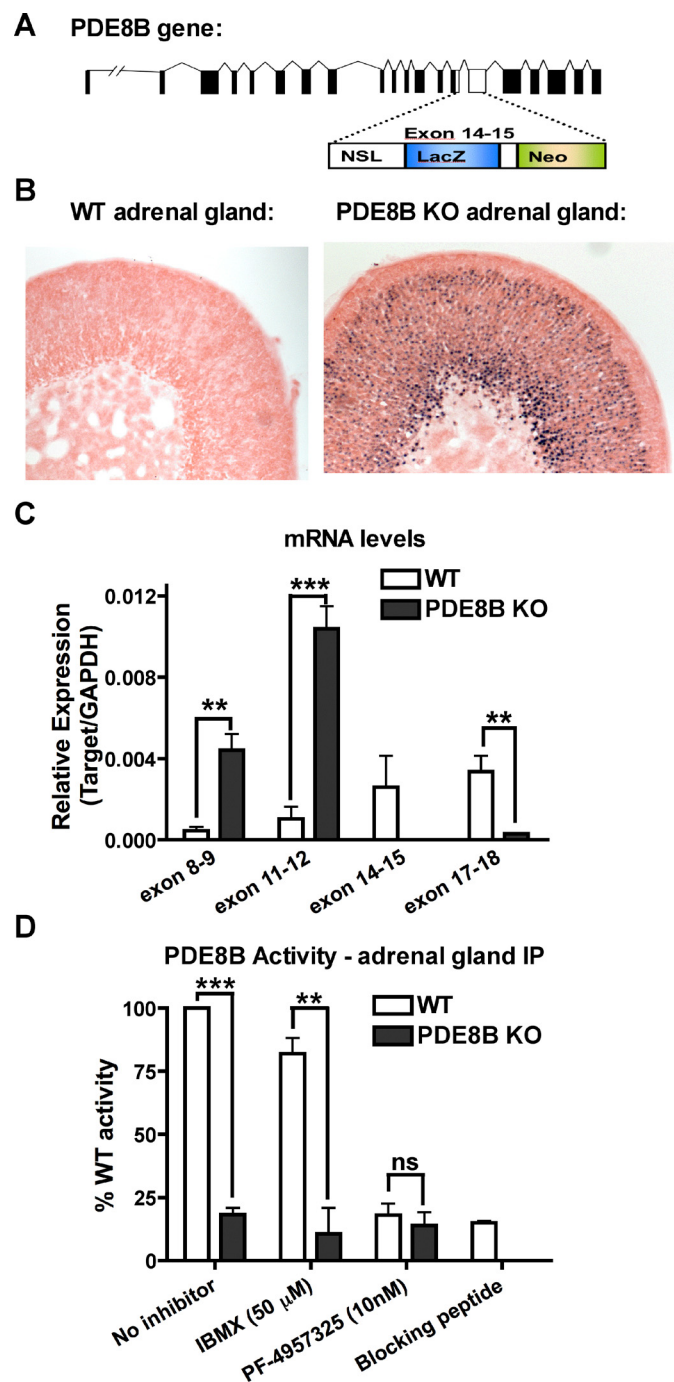 A
PDE8B gene:
Exon 14-15
NSL
LacZ
Neo
B
WT adrenal gland:
PDE8B KO adrenal gland:
C
mRNA levels
WT
PDE8B KO
Relative Expression
(Target/GAPDH)
0.012
0.008
0.004
0.000
**
***
**
exon 8-9
exon 11-12
exon 14-15
exon 17-18
D
PDE8B Activity - adrenal gland IP
WT
PDE8B KO
% WT activity
100
75
50
25
0
***
**
ns
No inhibitor
IBMX (50 μM)
PF-4957325 (10nM)
Blocking peptide